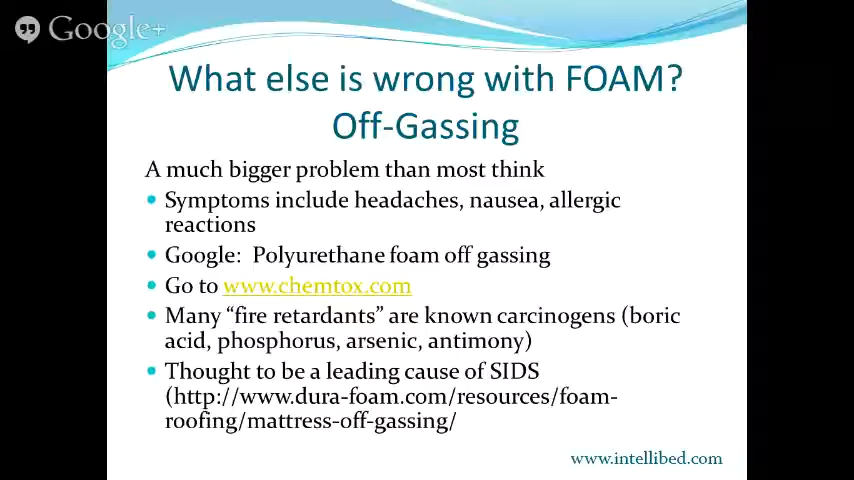 Google+
What else is wrong with FOAM?
Off-Gassing
A much bigger problem than most think
• Symptoms include headaches, nausea, allergic
reactions
• Google:  Polyurethane foam off gassing
• Go to www.chemtox.com
• Many “fire retardants” are known carcinogens (boric
acid, phosphorus, arsenic, antimony)
• Thought to be a leading cause of SIDS
(http://www.dura-foam.com/resources/foam-
roofing/mattress-off-gassing/
www.intellibed.com